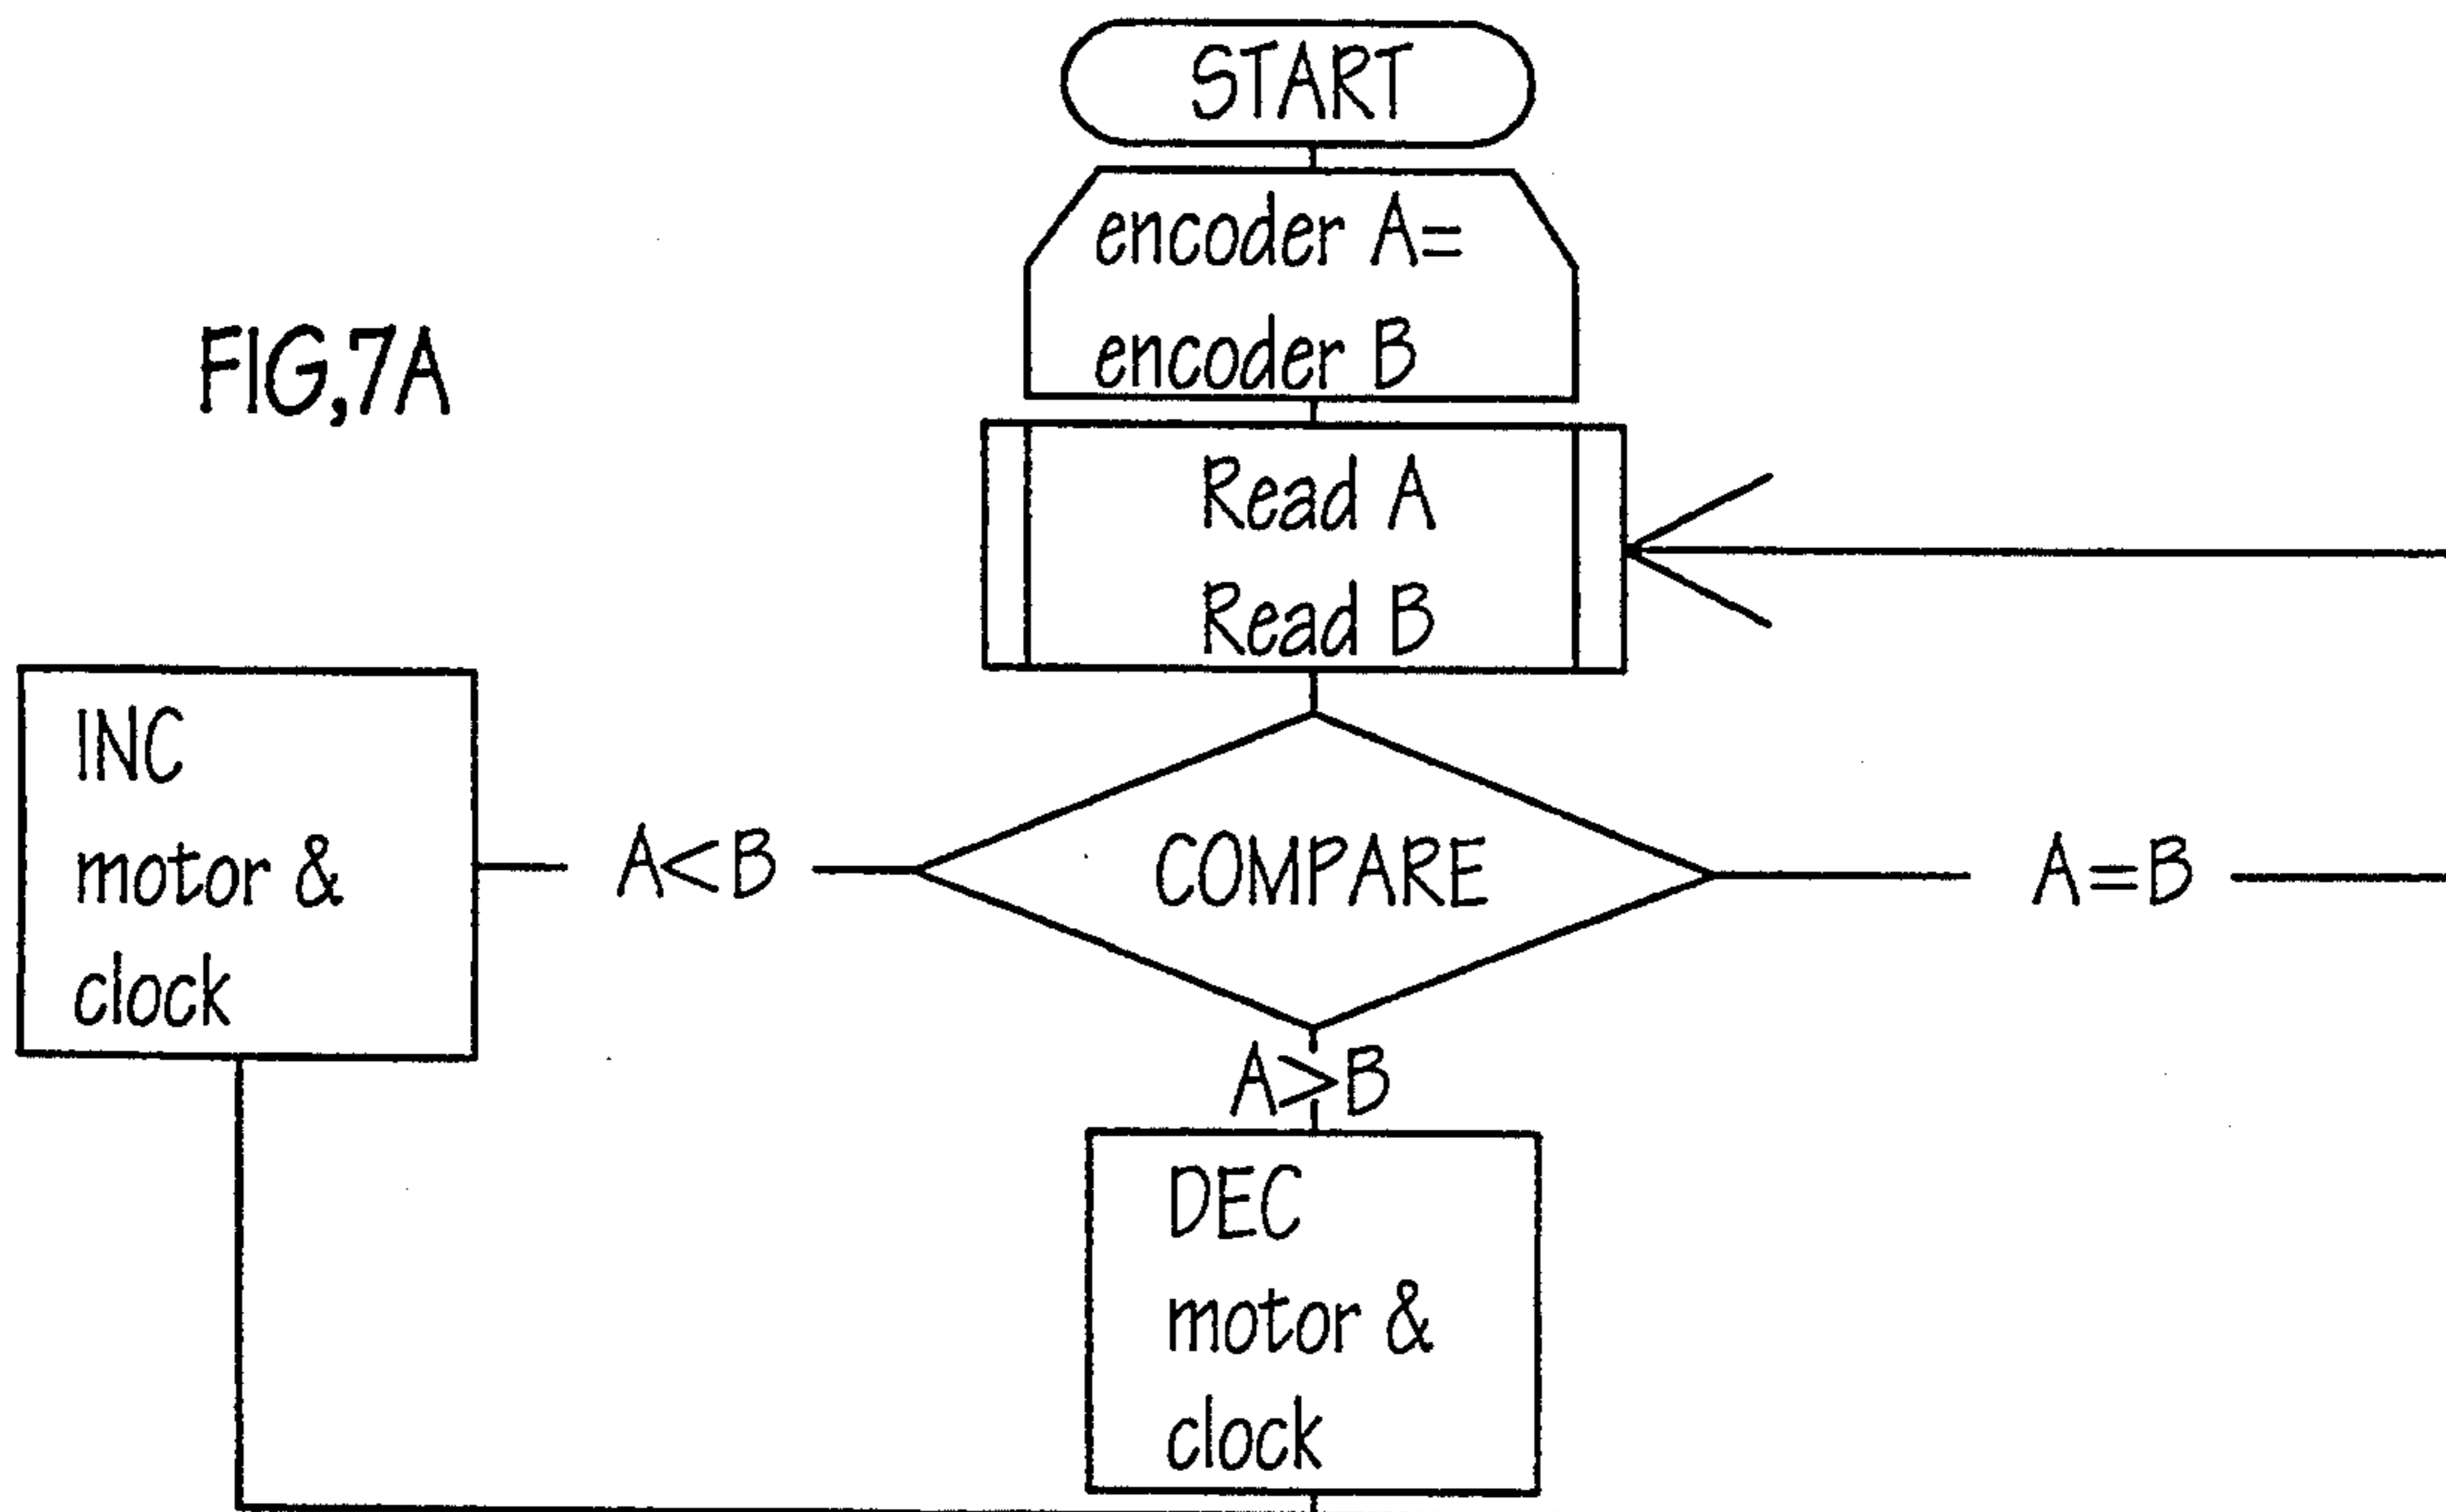 START
encoder A=
encoder B
FIG,7A
Read A
Read B
INC
motor &
clock
A<B
COMPARE
A=B
A>B
DEC
motor &
clock